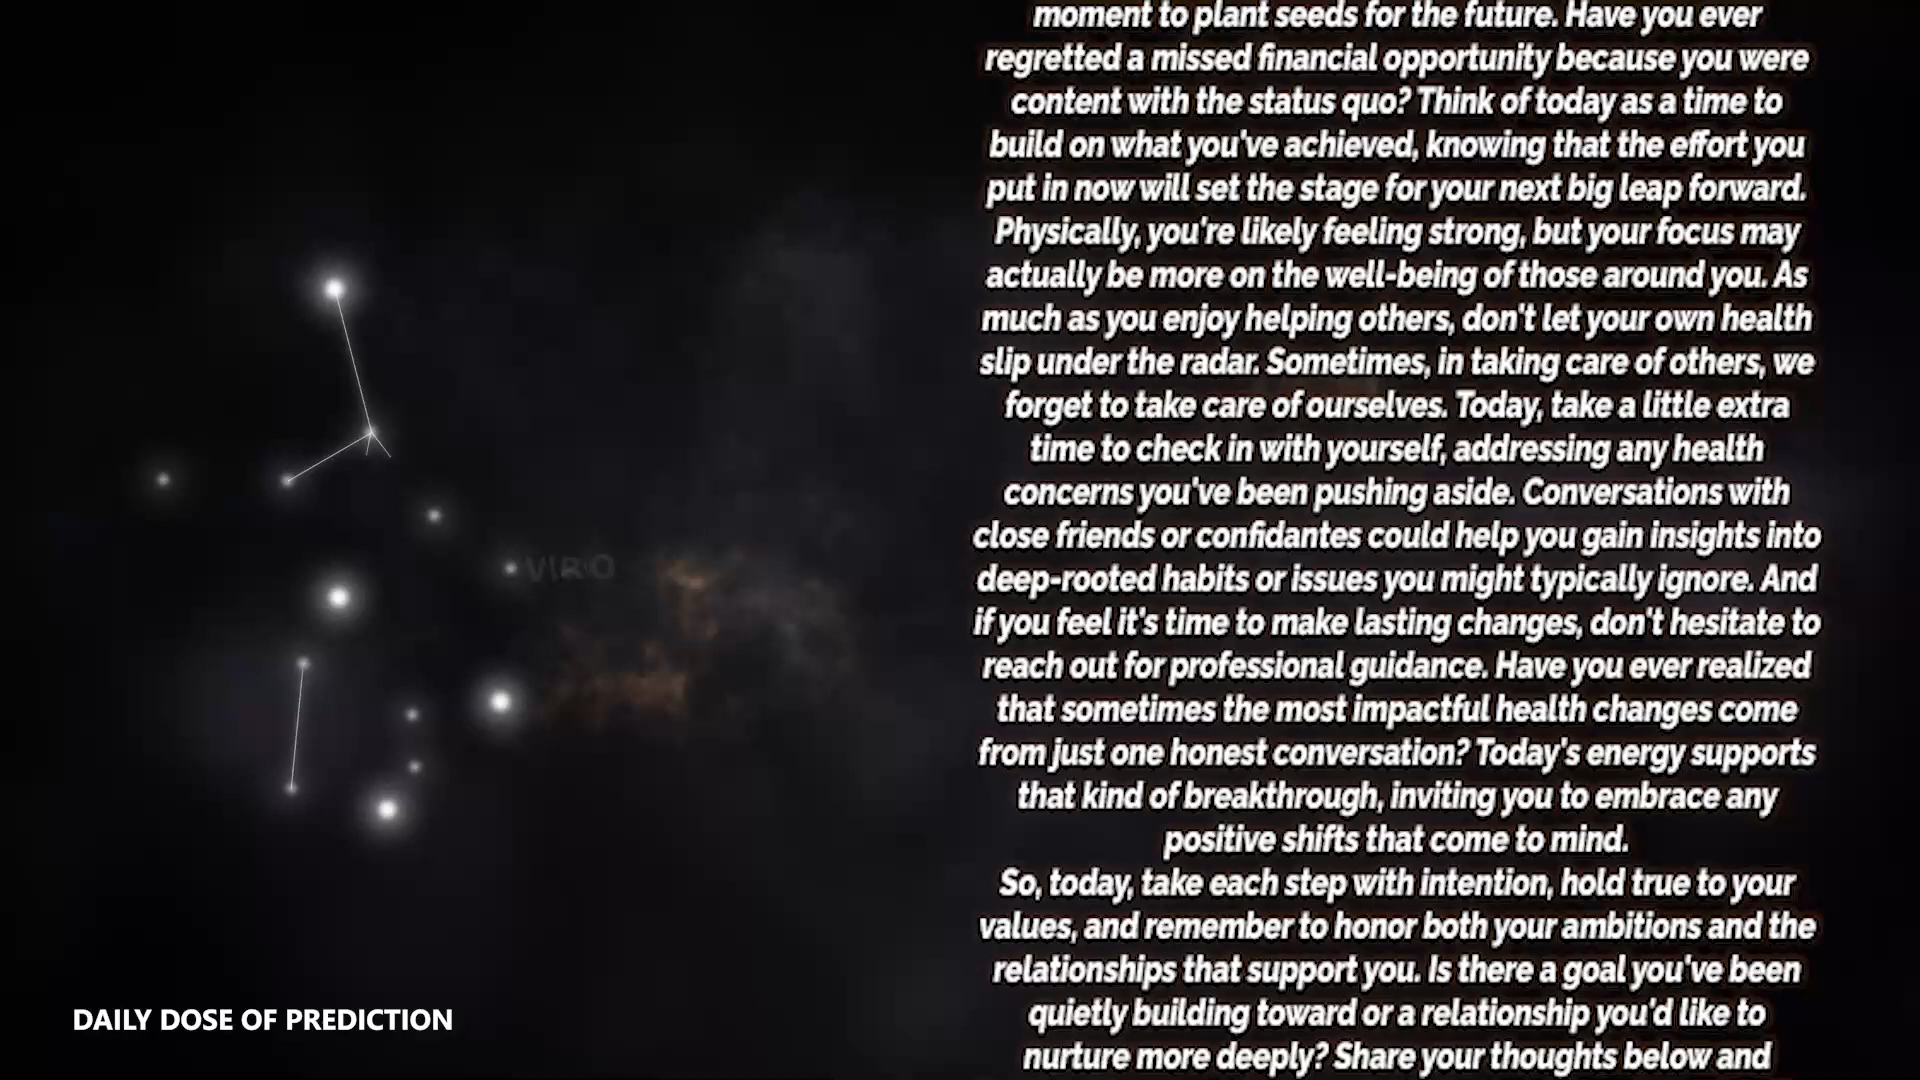 moment to plant seeds for the future. Have you ever
regretted a missed financial opportunity because you were
content with the status quo? Think of today as a time to
build on what you've achieved, knowing that the effort you
put in now will set the stage for your next big leap forward.
Physically, you're likely feeling strong, but your focus may
actually be more on the well-being of those around you. As
much as you enjoy helping others, don't let your own health
slip under the radar. Sometimes, in taking care of others, we
forget to take care of ourselves. Today, take a little extra
time to check in with yourself, addressing any health
concerns you've been pushing aside. Conversations with
close friends or confidantes could help you gain insights into
deep-rooted habits or issues you might typically ignore. And
if you feel it's time to make lasting changes, don't hesitate to
reach out for professional guidance. Have you ever realized
that sometimes the most impactful health changes come
from just one honest conversation? Today's energy supports
that kind of breakthrough, inviting you to embrace any
positive shifts that come to mind.
So, today, take each step with intention, hold true to your
values, and remember to honor both your ambitions and the
relationships that support you. Is there a goal you've been
quietly building toward or a relationship you'd like to
nurture more deeply? Share your thoughts below and
DAILY DOSE OF PREDICTION